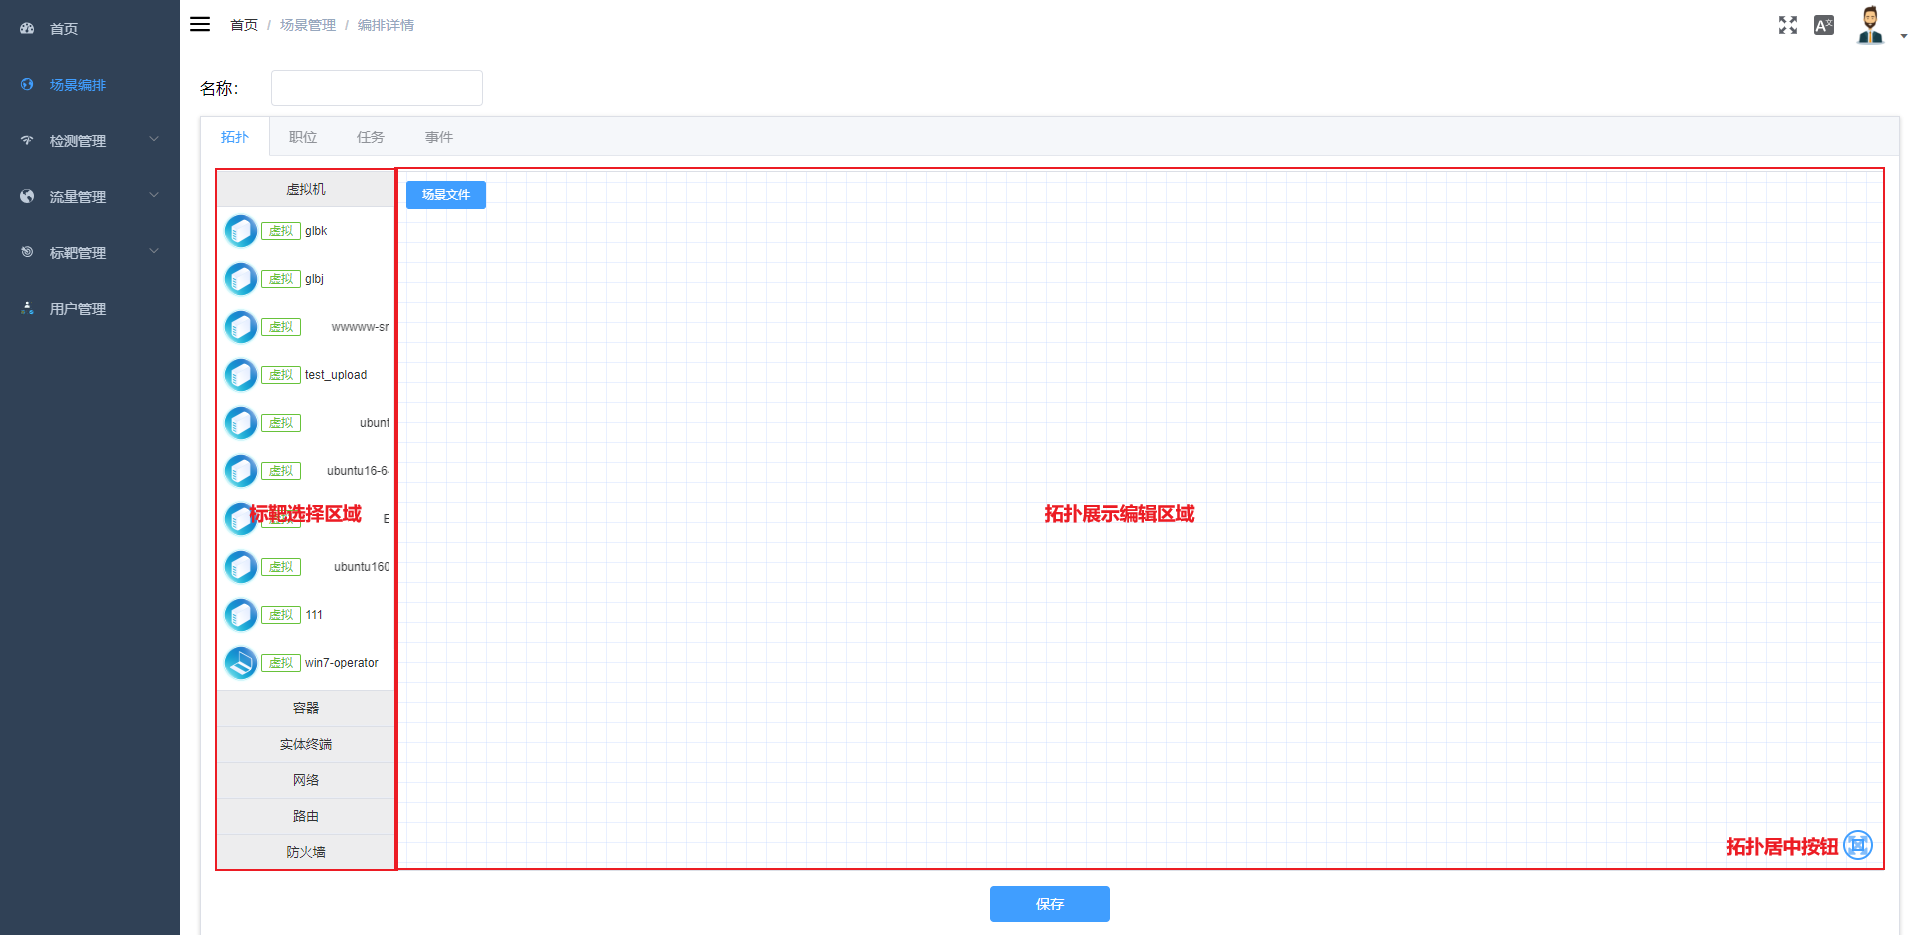 首页
场景编排
检测管理
流量管理
标靶管理
用户管理
首页 / 场景管理 / 编排详情
名称：
拓扑 职位 任务 事件
虚拟机
虚拟 glbk
虚拟 glbj
虚拟 wwwww-sr
虚拟 test_upload
虚拟 ubunt
虚拟 ubuntu16-6
虚拟 E
标靶选择区域
虚拟 ubuntu160
虚拟 111
虚拟 win7-operator
容器
实体终端
网络
路由
防火墙
场景文件
拓扑展示编辑区域
拓扑居中按钮
保存